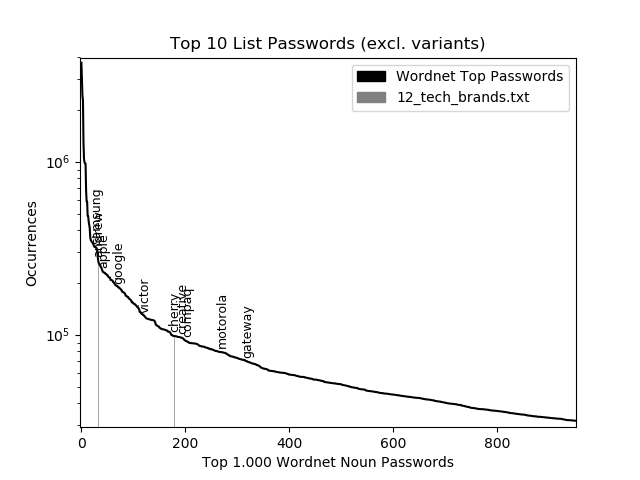 Top 10 List Passwords (excl. variants)
Wordnet Top Passwords
12_tech_brands.txt
Occurrences
10^6
10^5
samsung
apple
google
victor
cherry
creative
compaq
motorola
gateway
0
200
400
600
800
Top 1.000 Wordnet Noun Passwords